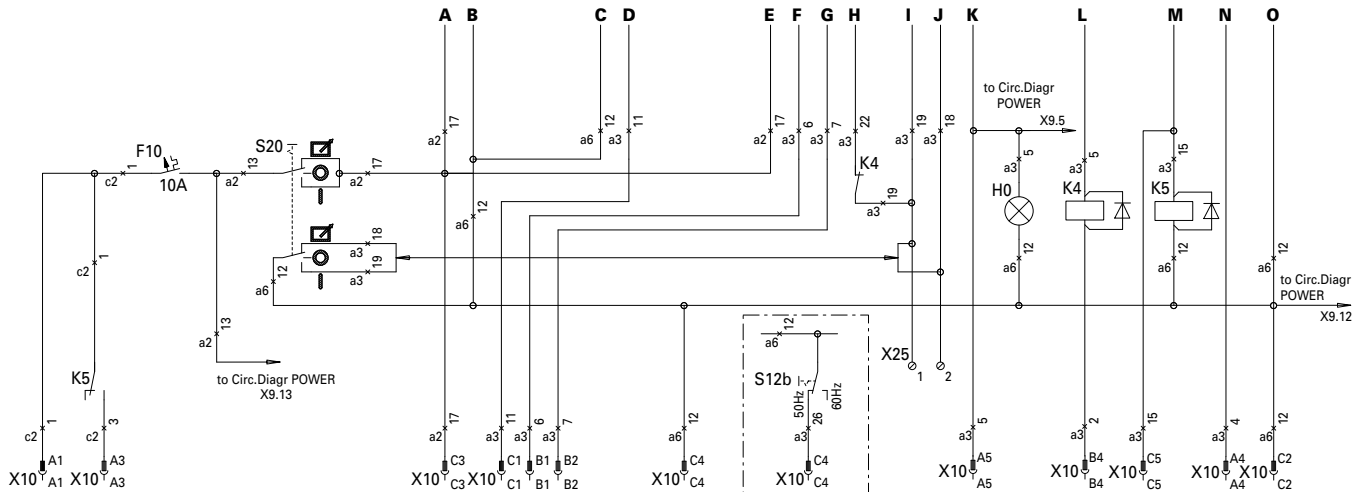 A B C D E F G H I J K L M N O
to Circ.Diagr
POWER
X9.5
17 12 11 17 6 7 22 19 18
a2 a6 a3 a2 a3 a3 a3 a3 a3
F10 S20 K4 5 5 15
1 13 17 a3 a3 a3
c2 10A a2 a2 19 H0 K4 K5
a3
12
a6
18
a3
1 19 12 12 12
c2 12 a3 a6 a6 a6
a6
to Circ.Diagr
POWER
X9.12
13 12
a2 a6
X25
1 2
K5 to Circ.Diagr POWER
X9.13
S12b
50Hz 60Hz
1 3 17 11 6 7 12 26 5 2 15 4 12
c2 c2 a2 a3 a3 a3 a6 a3 a3 a3 a3 a3 a6
X10 A1 X10 A3 X10 C3 X10 C1 B1 B2 X10 C4 X10 C4 X10 A5 X10 B4 X10 C5 X10 A4 X10 C2
A1 A3 C3 C1 B1 B2 C4 C4 A5 B4 C5 A4 C2